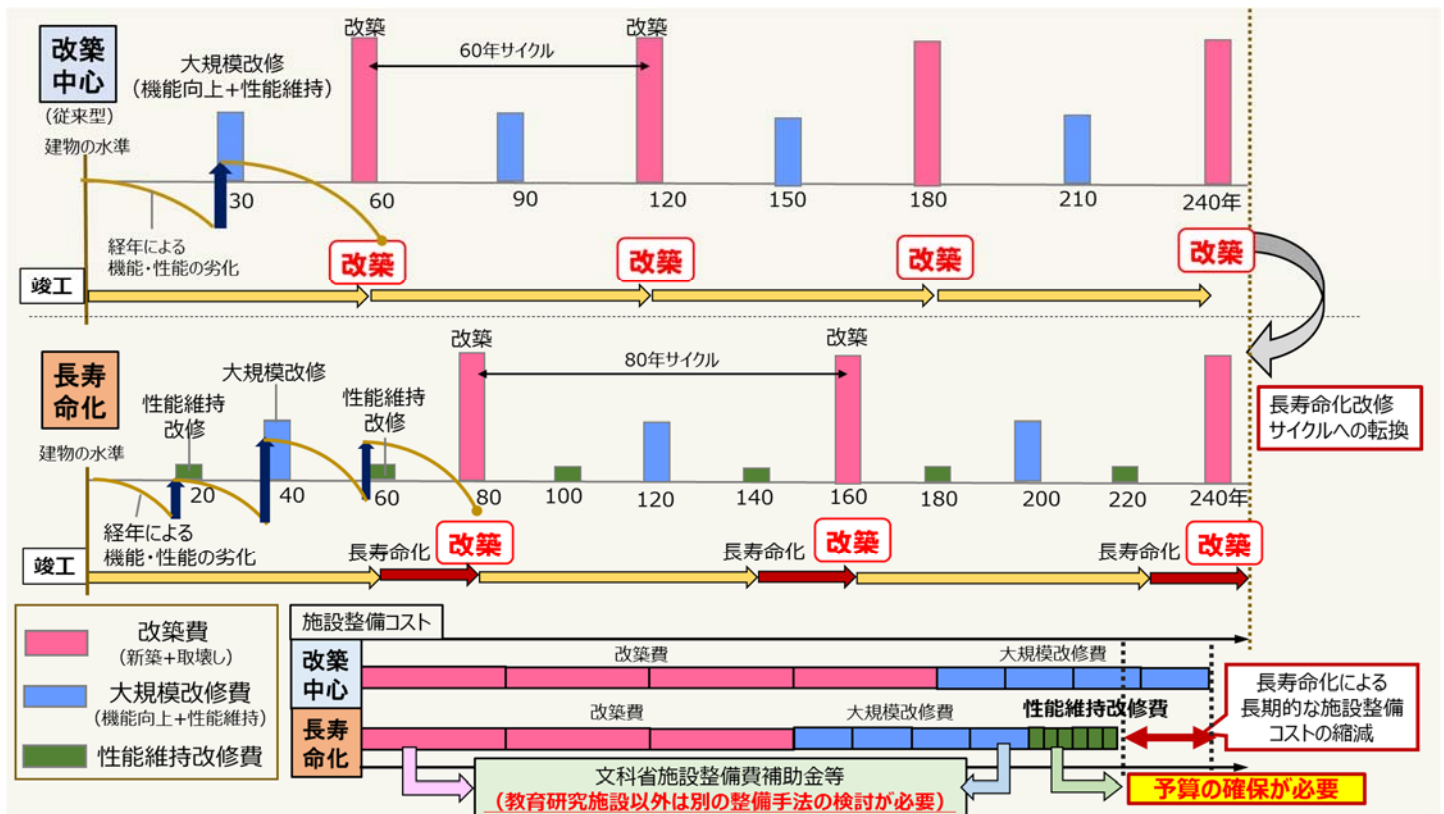 改築
中心
(従来型)
建物の水準
大規模改修
(機能向上+性能維持)
改築
60年サイクル
改築
30
60
90
120
150
180
210
240年
経年による
機能・性能の劣化
改築
改築
改築
改築
竣工
長寿
命化
建物の水準
性能維持
改修
大規模改修
性能維持
改修
改築
80年サイクル
改築
長寿命化改修
サイクルへの転換
20
40
60
80
100
120
140
160
180
200
220
240年
経年による
機能・性能の劣化
長寿命化
改築
長寿命化
改築
長寿命化
改築
竣工
改築費
(新築+取壊し)
大規模改修費
(機能向上+性能維持)
性能維持改修費
施設整備コスト
改築
中心
改築費
大規模改修費
長寿
命化
改築費
大規模改修費
性能維持改修費
長寿命化による
長期的な施設整備
コストの縮減
文科省施設整備費補助金等
(教育研究施設以外は別の整備手法の検討が必要)
予算の確保が必要